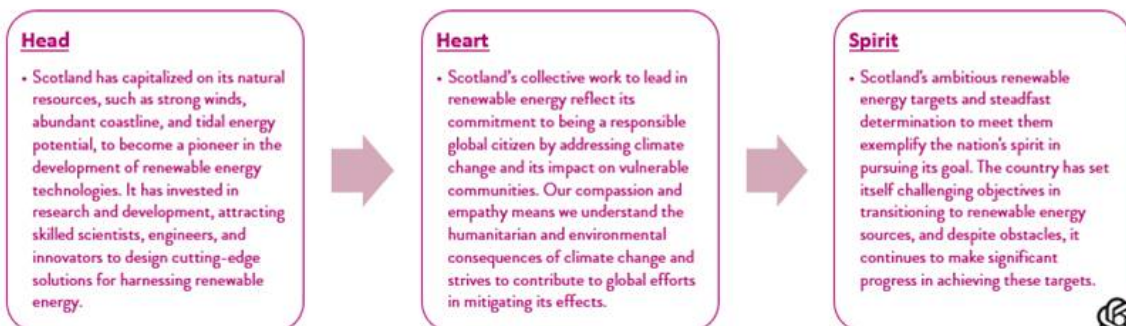 Head
• Scotland has capitalized on its natural
resources, such as strong winds,
abundant coastline, and tidal energy
potential, to become a pioneer in the
development of renewable energy
technologies. It has invested in
research and development, attracting
skilled scientists, engineers, and
innovators to design cutting-edge
solutions for harnessing renewable
energy.
Heart
• Scotland's collective work to lead in
renewable energy reflect its
commitment to being a responsible
global citizen by addressing climate
change and its impact on vulnerable
communities. Our compassion and
empathy means we understand the
humanitarian and environmental
consequences of climate change and
strives to contribute to global efforts
in mitigating its effects.
Spirit
• Scotland's ambitious renewable
energy targets and steadfast
determination to meet them
exemplify the nation's spirit in
pursuing its goal. The country has set
itself challenging objectives in
transitioning to renewable energy
sources, and despite obstacles, it
continues to make significant
progress in achieving these targets.